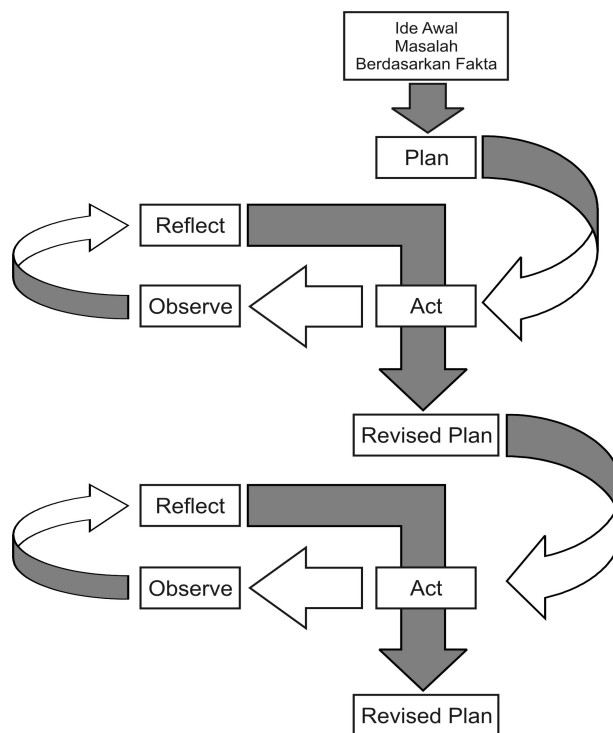 Ide Awal
Masalah
Berdasarkan Fakta
Plan
Reflect
Observe
Act
Revised Plan
Reflect
Observe
Act
Revised Plan